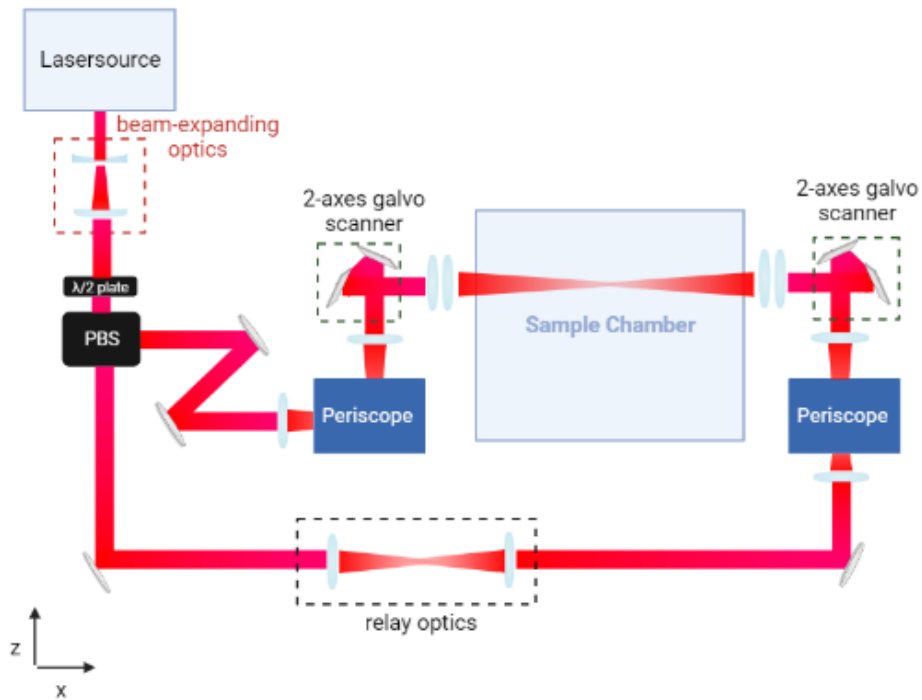 Lasersource
beam-expanding
optics
2-axes galvo
scanner
2-axes galvo
scanner
λ/2 plate
PBS
Sample Chamber
Periscope
Periscope
relay optics
z
x